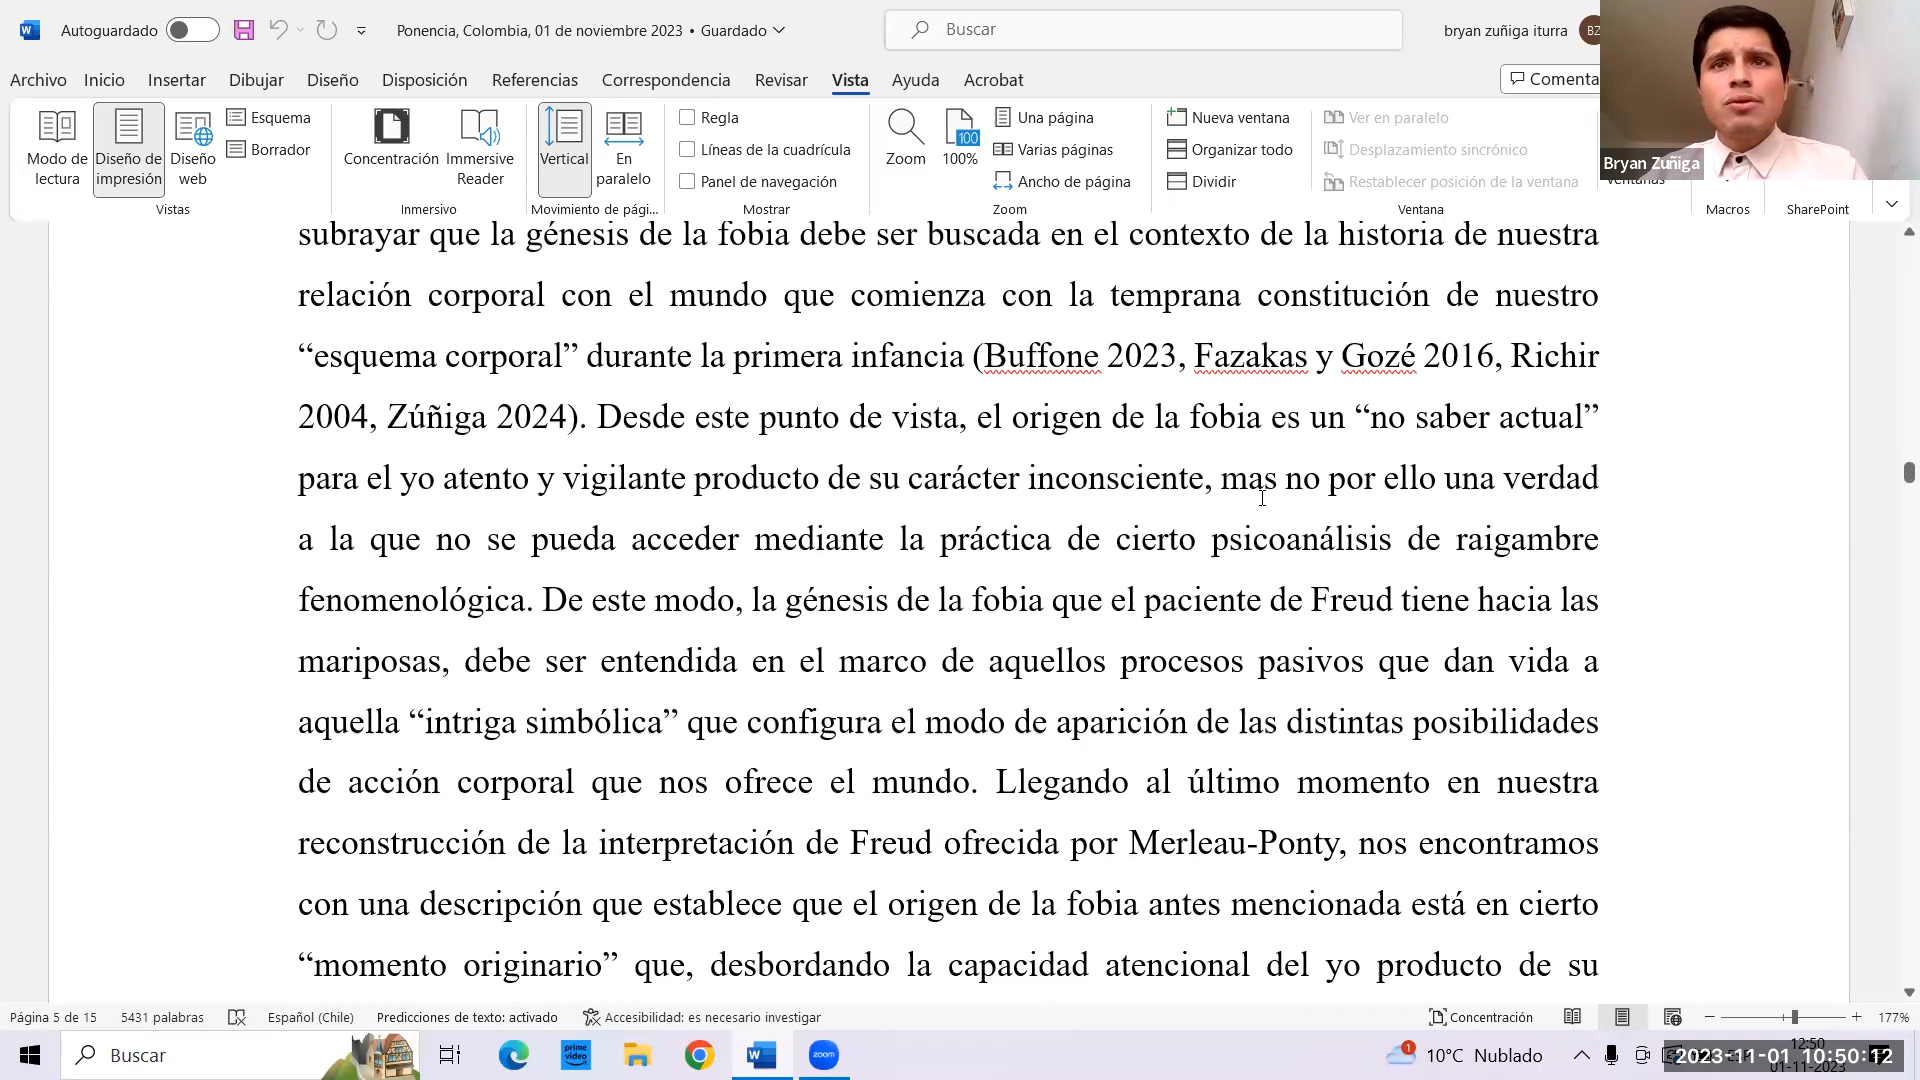 Autoguardado
Ponencia, Colombia, 01 de noviembre 2023 • Guardado
Buscar
bryan zuñiga iturra
BZ
Archivo
Inicio
Insertar
Dibujar
Diseño
Disposición
Referencias
Correspondencia
Revisar
Vista
Ayuda
Acrobat
Comenta
Modo de lectura
Diseño de impresión
Diseño web
Esquema
Borrador
Vistas
Concentración
Immersive Reader
Inmersivo
Vertical
En paralelo
Movimiento de pági...
Regla
Líneas de la cuadrícula
Panel de navegación
Mostrar
Zoom
100
100%
Una página
Varias páginas
Ancho de página
Zoom
Nueva ventana
Organizar todo
Dividir
Ver en paralelo
Desplazamiento sincrónico
Restablecer posición de la ventana
Ventana
Macros
SharePoint
Bryan Zuñiga
subrayar que la génesis de la fobia debe ser buscada en el contexto de la historia de nuestra
relación corporal con el mundo que comienza con la temprana constitución de nuestro
“esquema corporal” durante la primera infancia (Buffone 2023, Fazakas y Gozé 2016, Richir
2004, Zúñiga 2024). Desde este punto de vista, el origen de la fobia es un “no saber actual”
para el yo atento y vigilante producto de su carácter inconsciente, mas no por ello una verdad
a la que no se pueda acceder mediante la práctica de cierto psicoanálisis de raigambre
fenomenológica. De este modo, la génesis de la fobia que el paciente de Freud tiene hacia las
mariposas, debe ser entendida en el marco de aquellos procesos pasivos que dan vida a
aquella “intriga simbólica” que configura el modo de aparición de las distintas posibilidades
de acción corporal que nos ofrece el mundo. Llegando al último momento en nuestra
reconstrucción de la interpretación de Freud ofrecida por Merleau-Ponty, nos encontramos
con una descripción que establece que el origen de la fobia antes mencionada está en cierto
“momento originario” que, desbordando la capacidad atencional del yo producto de su
Página 5 de 15
5431 palabras
Español (Chile)
Predicciones de texto: activado
Accesibilidad: es necesario investigar
Concentración
177%
Buscar
prime video
zoom
1
10°C Nublado
12:50
01-11-2023
2023-11-01 10:50:12